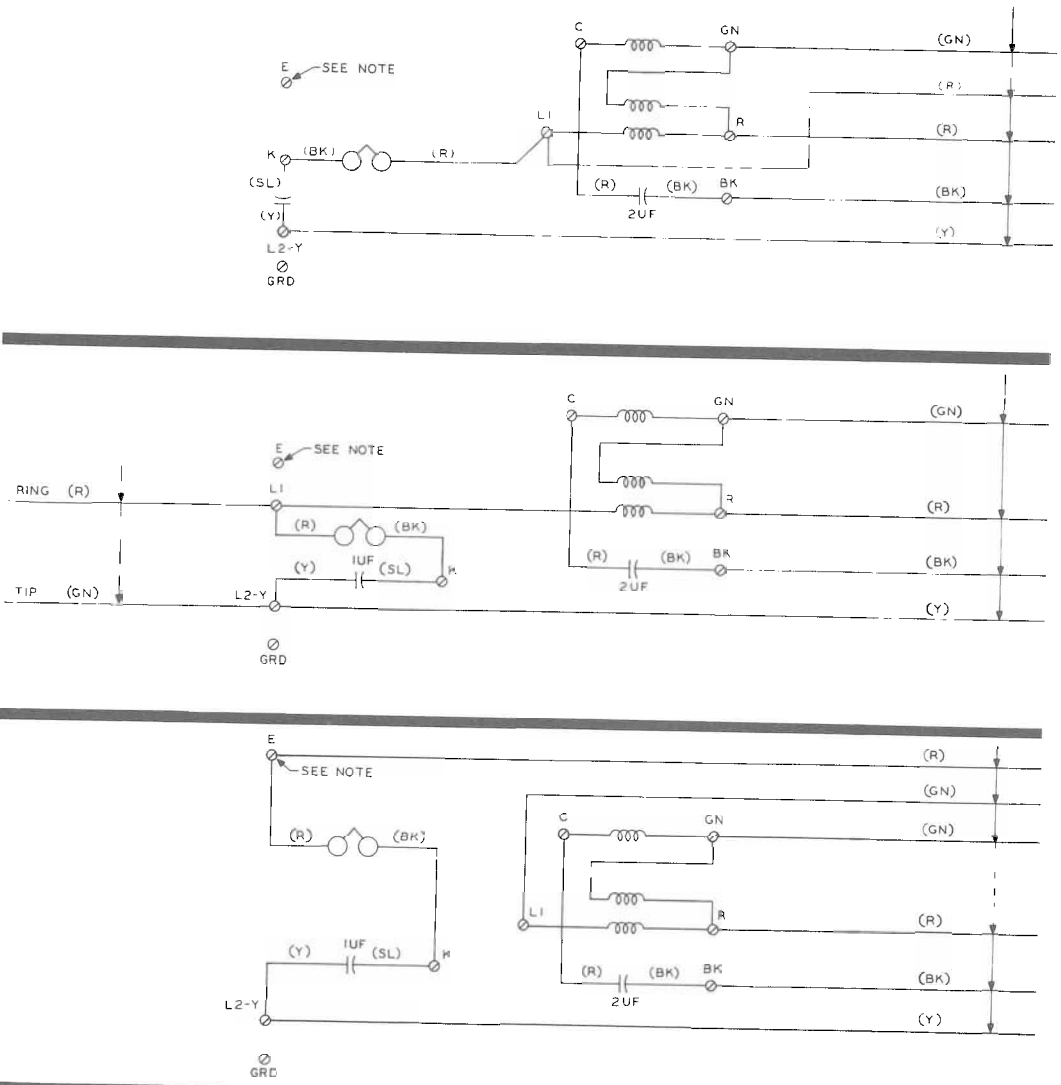 C
GN
(GN)
E
SEE NOTE
(R)
L1
R
(R)
K
(BK)
(R)
(SL)
(R)
(BK)
BK
(BK)
(Y)
2UF
(Y)
L2-Y
GRD
C
GN
(GN)
E
SEE NOTE
RING (R)
L1
R
(R)
(R)
(BK)
1UF
(Y)
(SL)
K
(R)
(BK)
BK
(BK)
2UF
TIP (GN)
L2-Y
(Y)
GRD
E
(R)
SEE NOTE
(GN)
C
GN
(GN)
(R)
(BK)
L1
R
(R)
(Y)
1UF
(SL)
K
(R)
(BK)
BK
(BK)
2UF
L2-Y
(Y)
GRD